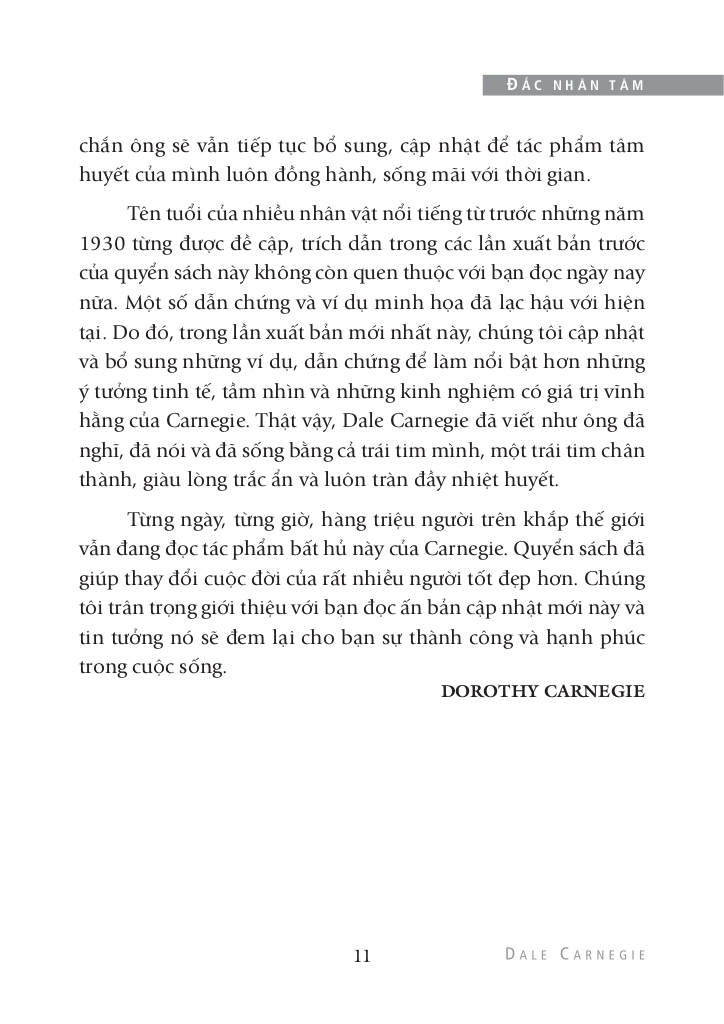 ĐẮC NHÂN TÂM
chắn ông sẽ vẫn tiếp tục bổ sung, cập nhật để tác phẩm tâm
huyết của mình luôn đồng hành, sống mãi với thời gian.
Tên tuổi của nhiều nhân vật nổi tiếng từ trước những năm
1930 từng được đề cập, trích dẫn trong các lần xuất bản trước
của quyển sách này không còn quen thuộc với bạn đọc ngày nay
nữa. Một số dẫn chứng và ví dụ minh họa đã lạc hậu với hiện
tại. Do đó, trong lần xuất bản mới nhất này, chúng tôi cập nhật
và bổ sung những ví dụ, dẫn chứng để làm nổi bật hơn những
ý tưởng tinh tế, tầm nhìn và những kinh nghiệm có giá trị vĩnh
hằng của Carnegie. Thật vậy, Dale Carnegie đã viết như ông đã
nghĩ, đã nói và đã sống bằng cả trái tim mình, một trái tim chân
thành, giàu lòng trắc ẩn và luôn tràn đầy nhiệt huyết.
Từng ngày, từng giờ, hàng triệu người trên khắp thế giới
vẫn đang đọc tác phẩm bất hủ này của Carnegie. Quyển sách đã
giúp thay đổi cuộc đời của rất nhiều người tốt đẹp hơn. Chúng
tôi trân trọng giới thiệu với bạn đọc ấn bản cập nhật mới này và
tin tưởng nó sẽ đem lại cho bạn sự thành công và hạnh phúc
trong cuộc sống.
DOROTHY CARNEGIE
11 DALE CARNEGIE